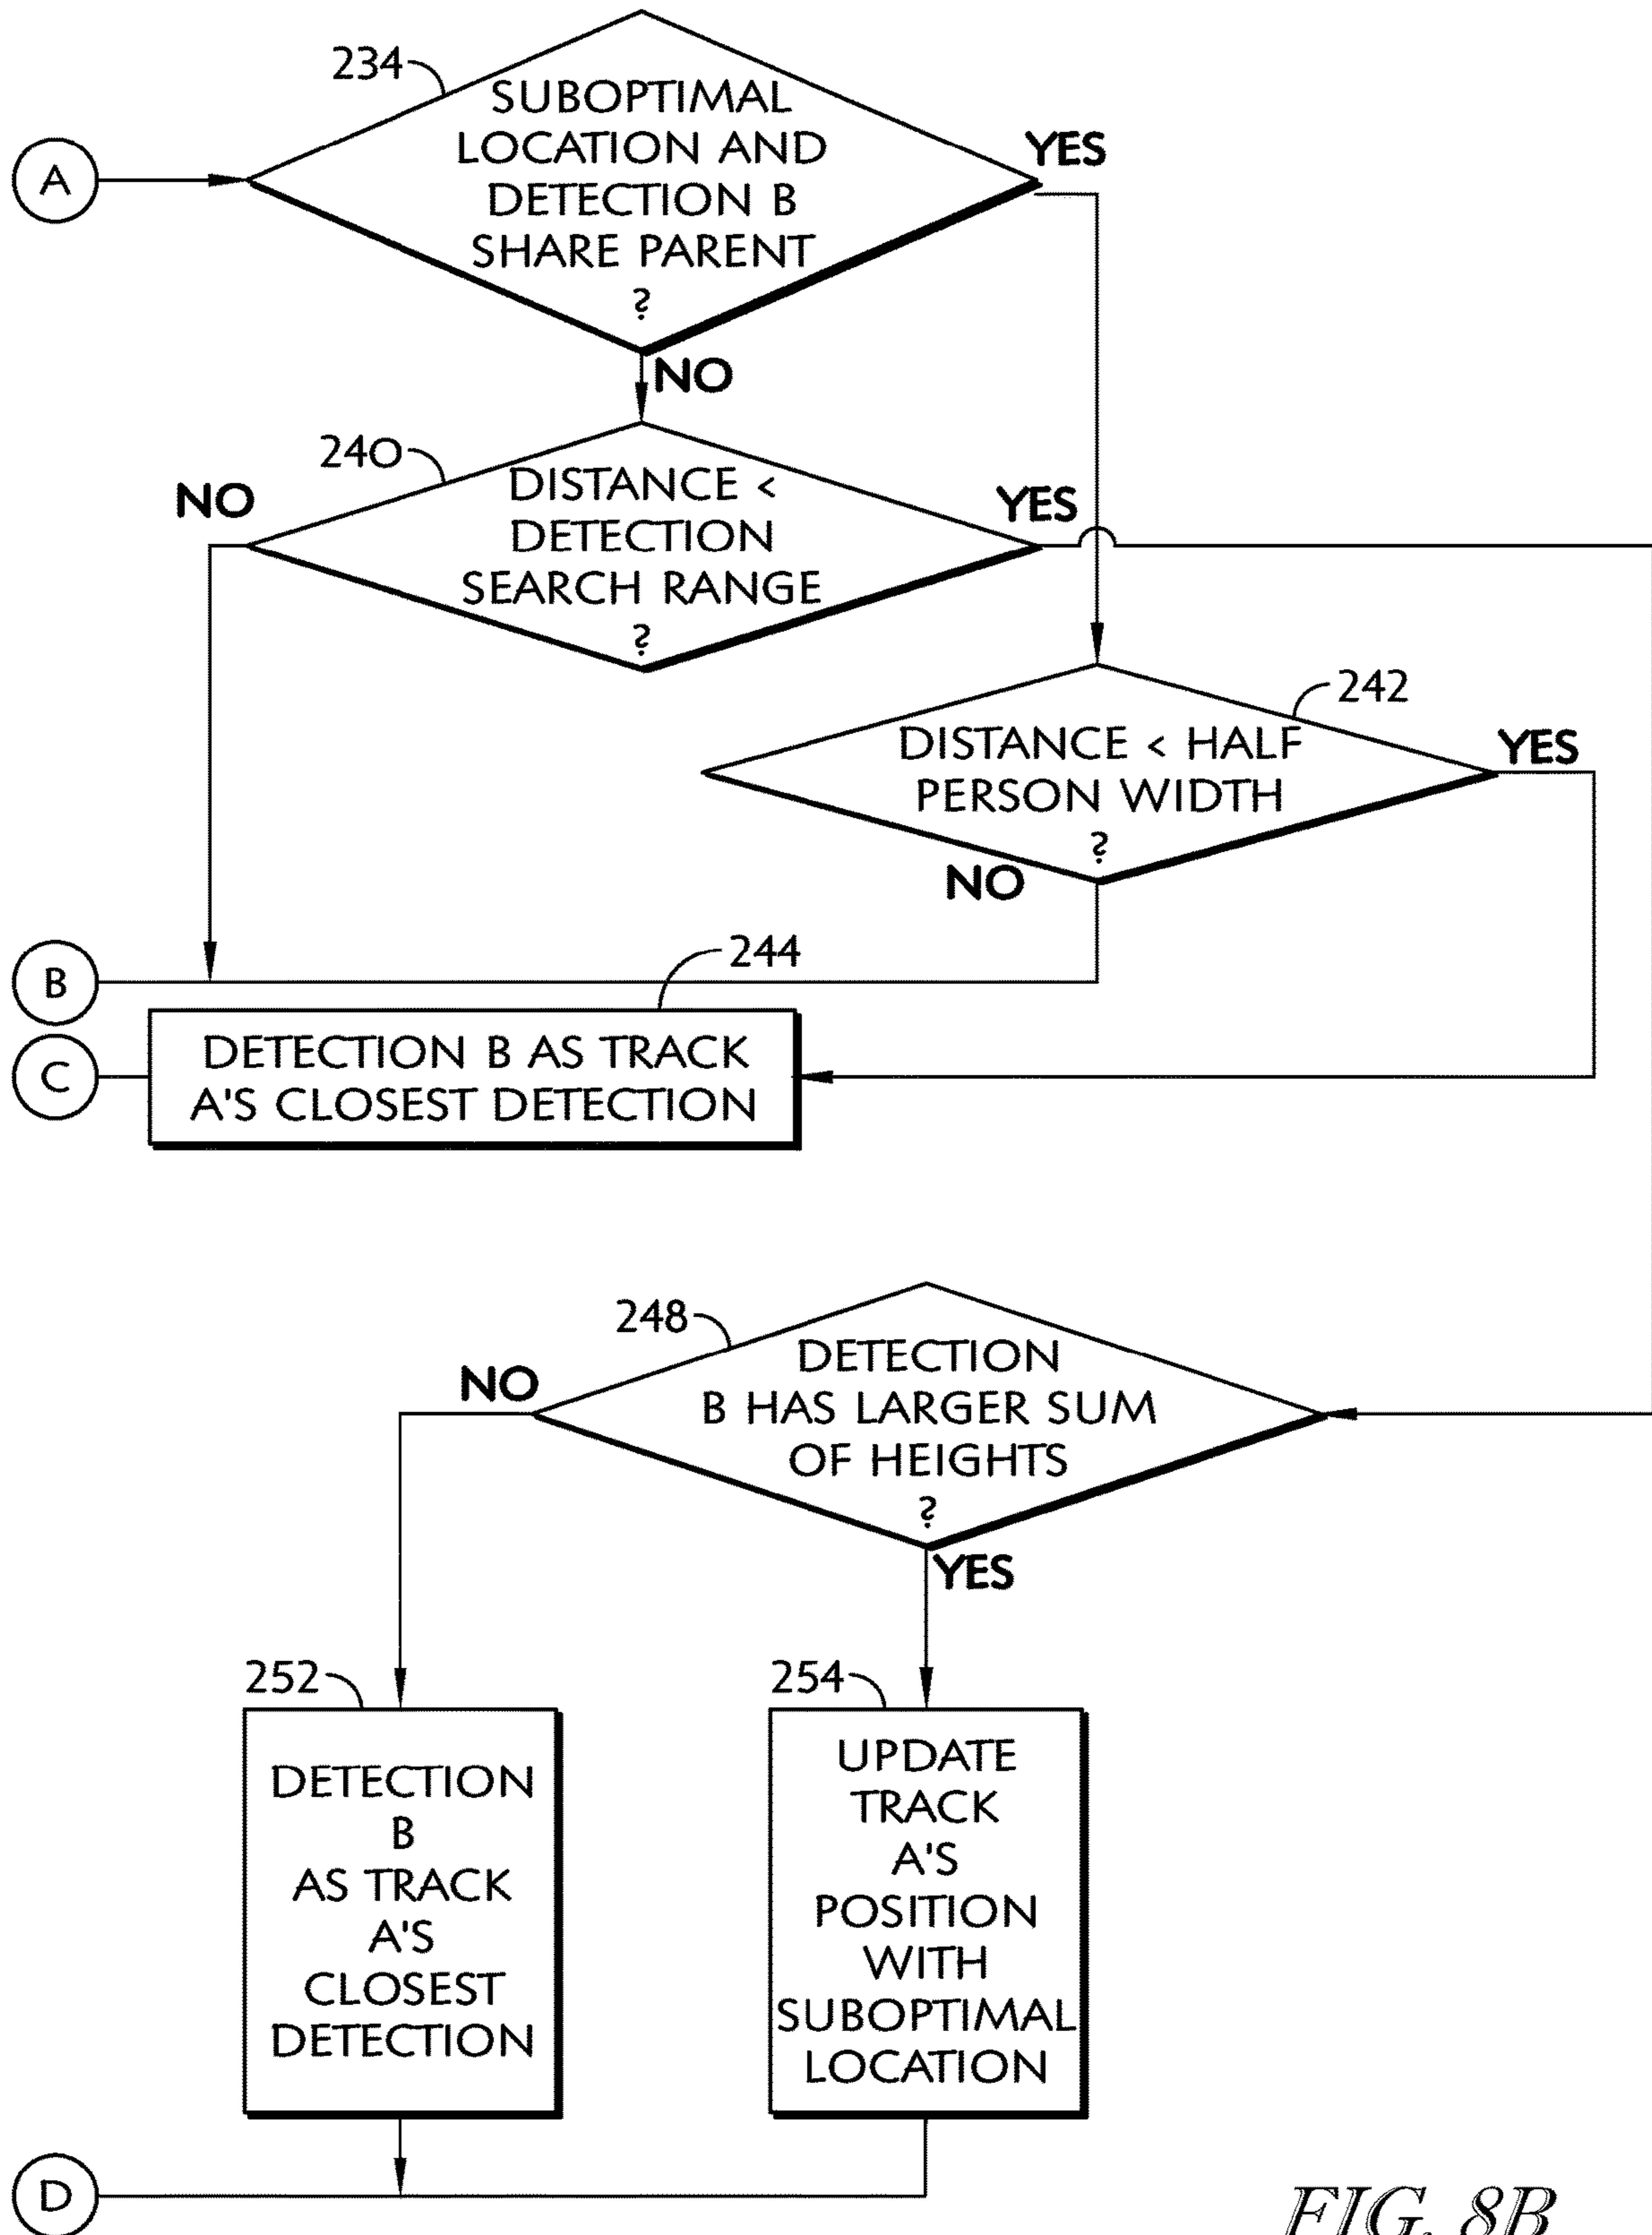 234
SUBOPTIMAL
LOCATION AND
DETECTION B
SHARE PARENT
?
YES
A
NO
240
DISTANCE <
DETECTION
SEARCH RANGE
?
NO
YES
242
DISTANCE < HALF
PERSON WIDTH
?
YES
NO
B
244
C
DETECTION B AS TRACK
A'S CLOSEST DETECTION
248
DETECTION
B HAS LARGER SUM
OF HEIGHTS
?
NO
YES
252
DETECTION
B
AS TRACK
A'S
CLOSEST
DETECTION
254
UPDATE
TRACK
A'S
POSITION
WITH
SUBOPTIMAL
LOCATION
D
FIG. 8B